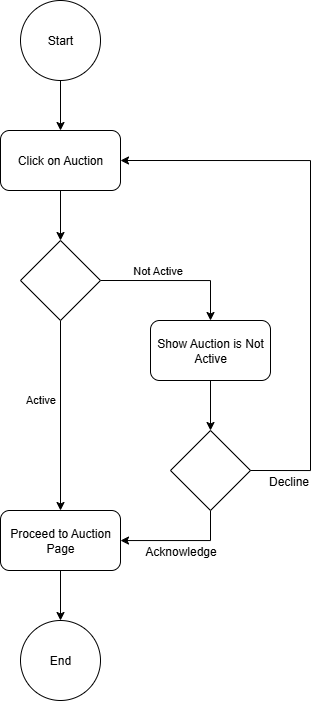 Start
Click on Auction
Not Active
Show Auction is Not
Active
Active
Decline
Proceed to Auction
Page
Acknowledge
End